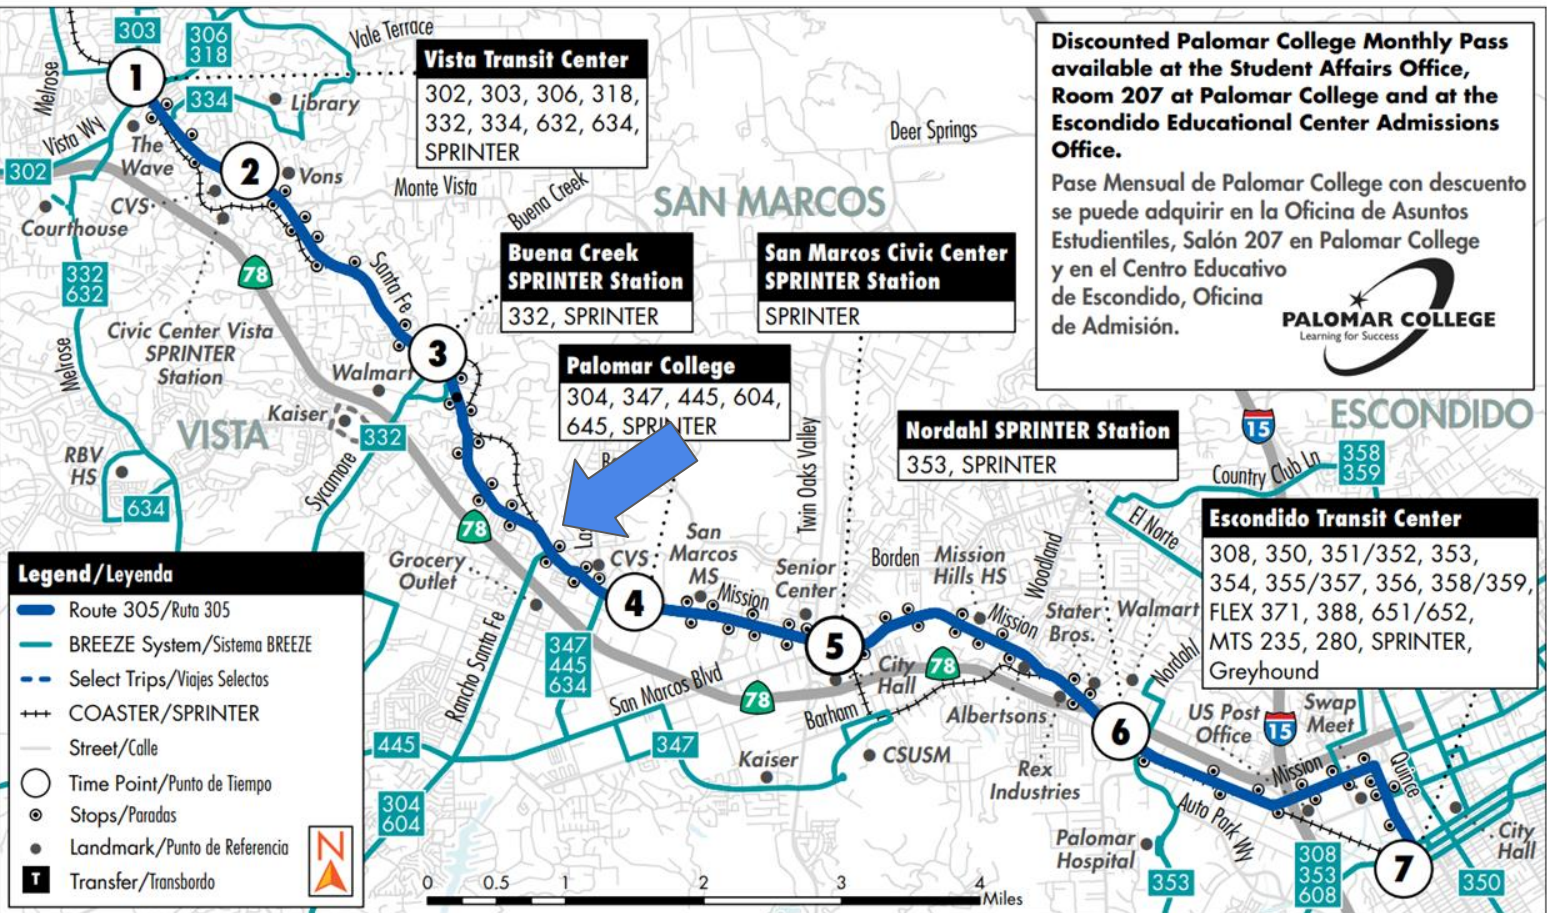 303
306
318
Vale Terrace
1
Melrose
334
Library
Vista Wy
The
Wave
302
2
Vons
CVS
Courthouse
Vista Transit Center
302, 303, 306, 318,
332, 334, 632, 634,
SPRINTER
Monte Vista
Buena Creek
Deer Springs
SAN MARCOS
Discounted Palomar College Monthly Pass
available at the Student Affairs Office,
Room 207 at Palomar College and at the
Escondido Educational Center Admissions
Office.
Pase Mensual de Palomar College con descuento
se puede adquirir en la Oficina de Asuntos
Estudientiles, Salón 207 en Palomar College
y en el Centro Educativo
de Escondido, Oficina
de Admisión.
PALOMAR COLLEGE
Learning for Success
332
632
78
Santa Fe
Civic Center Vista
SPRINTER
Station
Melrose
Walmart
3
Kaiser
VISTA
332
Sycamore
RBV
HS
634
Buena Creek
SPRINTER Station
332, SPRINTER
San Marcos Civic Center
SPRINTER Station
SPRINTER
Palomar College
304, 347, 445, 604,
645, SPRINTER
Twin Oaks Valley
Nordahl SPRINTER Station
353, SPRINTER
15
ESCONDIDO
Country Club Ln
358
359
El Norte
Escondido Transit Center
308, 350, 351/352, 353,
354, 355/357, 356, 358/359,
FLEX 371, 388, 651/652,
MTS 235, 280, SPRINTER,
Greyhound
78
Grocery
Outlet
CVS
San
Marcos
MS
Mission
4
Senior
Center
5
Borden
Mission
Hills HS
Woodland
Mission
Stater
Bros.
Walmart
Nordahl
Rancho Santa Fe
347
445
634
San Marcos Blvd
78
City
Hall
78
Barham
Albertsons
6
US Post
Office
15
Swap
Meet
Mission
Quince
445
347
Kaiser
CSUSM
Rex
Industries
Auto Park Wy
304
604
Palomar
Hospital
353
308
353
608
7
350
City
Hall
Legend/Leyenda
Route 305/Ruta 305
BREEZE System/Sistema BREEZE
Select Trips/Viajes Selectos
COASTER/SPRINTER
Street/Calle
Time Point/Punto de Tiempo
Stops/Paradas
Landmark/Punto de Referencia
T Transfer/Transbordo
N
0 0.5 1 2 3 4
Miles